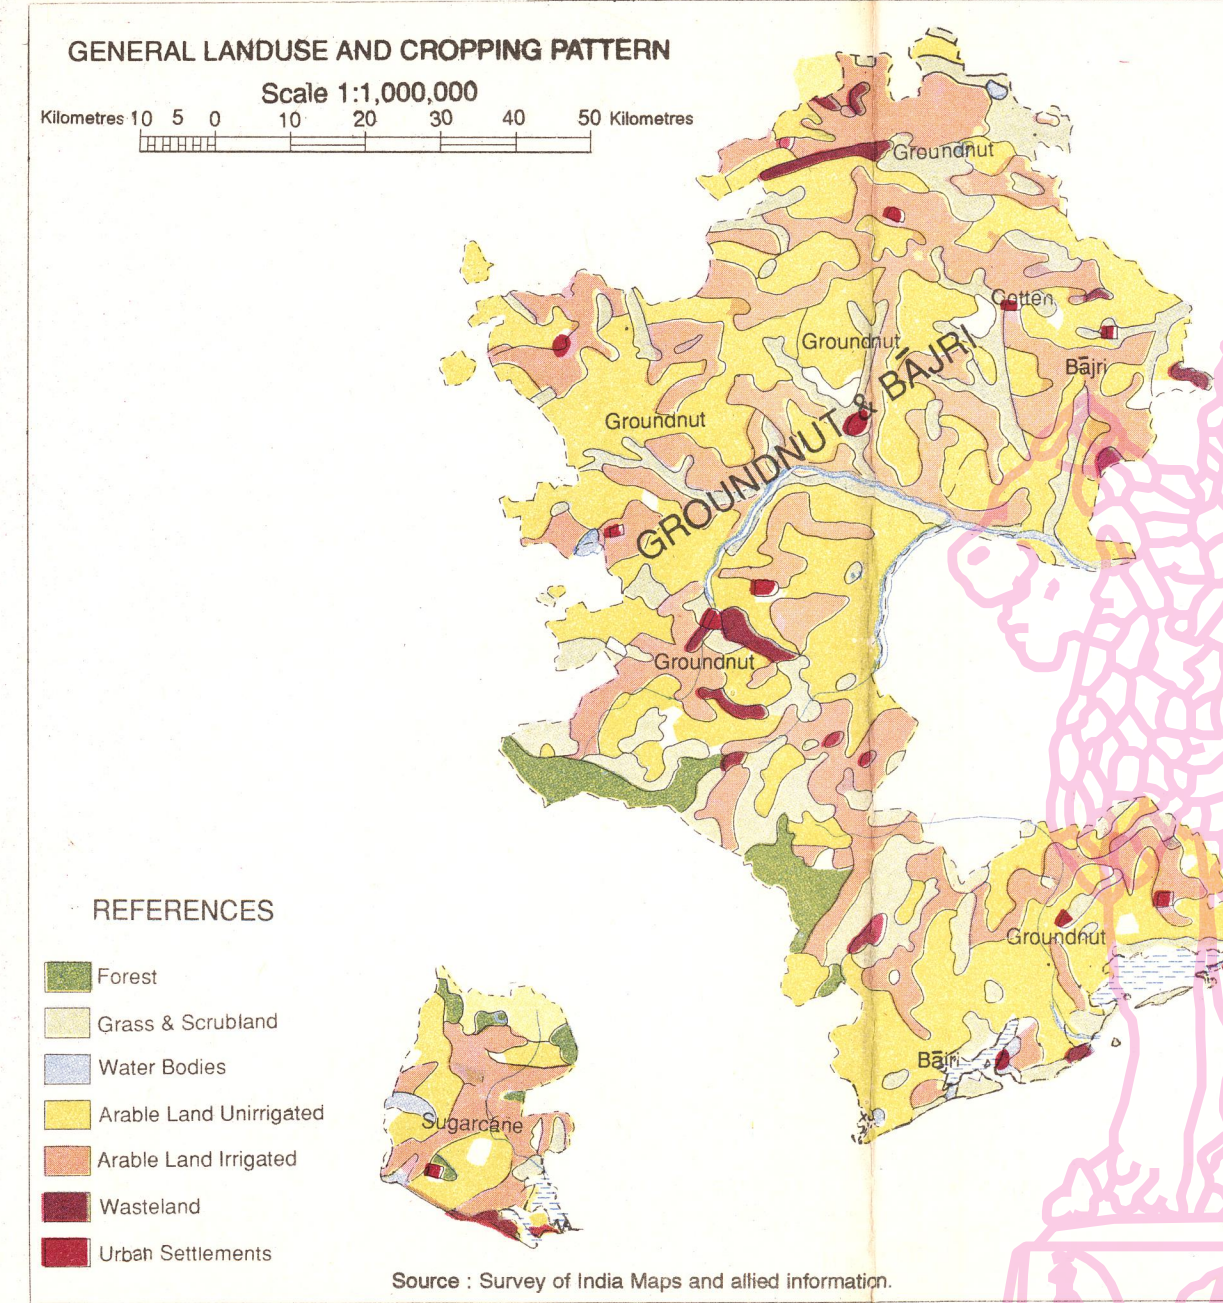 GENERAL LANDUSE AND CROPPING PATTERN
Scale 1:1,000,000
Kilometres 10 5 0 10 20 30 40 50 Kilometres
Groundnut
Cotten
Groundnut
Bājri
Groundnut
GROUNDNUT & BĀJRI
Groundnut
Groundnut
Bājri
Sugarcane
REFERENCES
Forest
Grass & Scrubland
Water Bodies
Arable Land Unirrigated
Arable Land Irrigated
Wasteland
Urban Settlements
Source : Survey of India Maps and allied information.